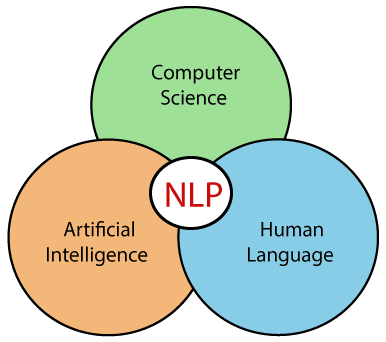 Computer
Science
NLP
Artificial
Intelligence
Human
Language